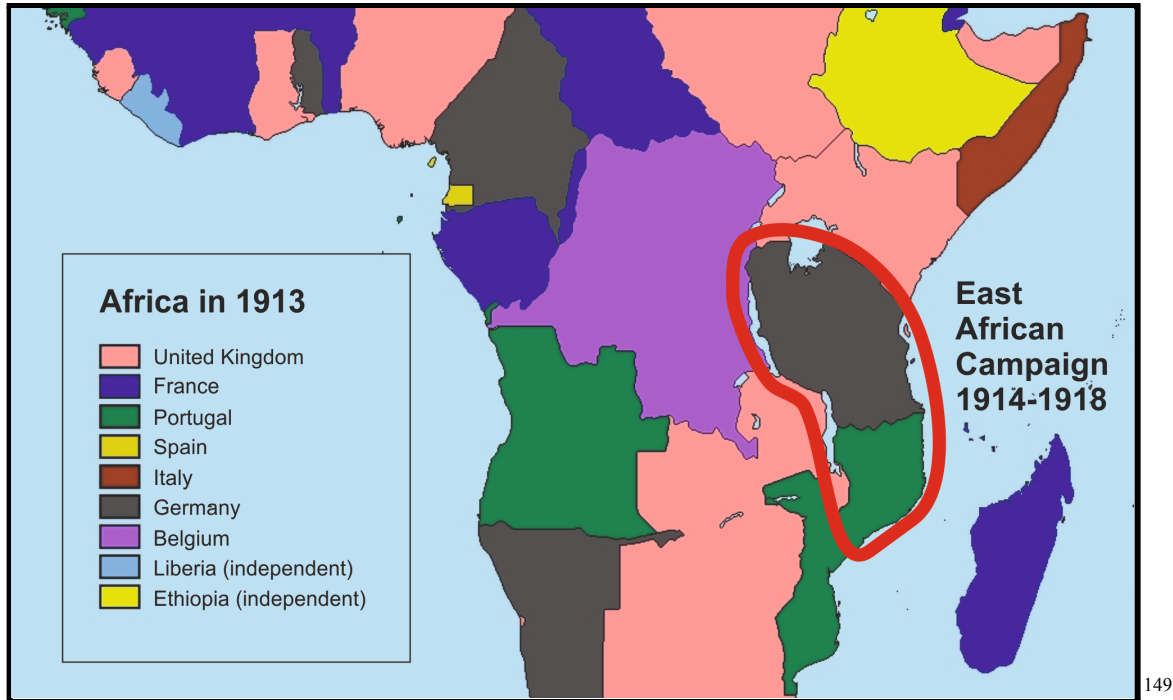 Africa in 1913
United Kingdom
France
Portugal
Spain
Italy
Germany
Belgium
Liberia (independent)
Ethiopia (independent)
East
African
Campaign
1914-1918
149